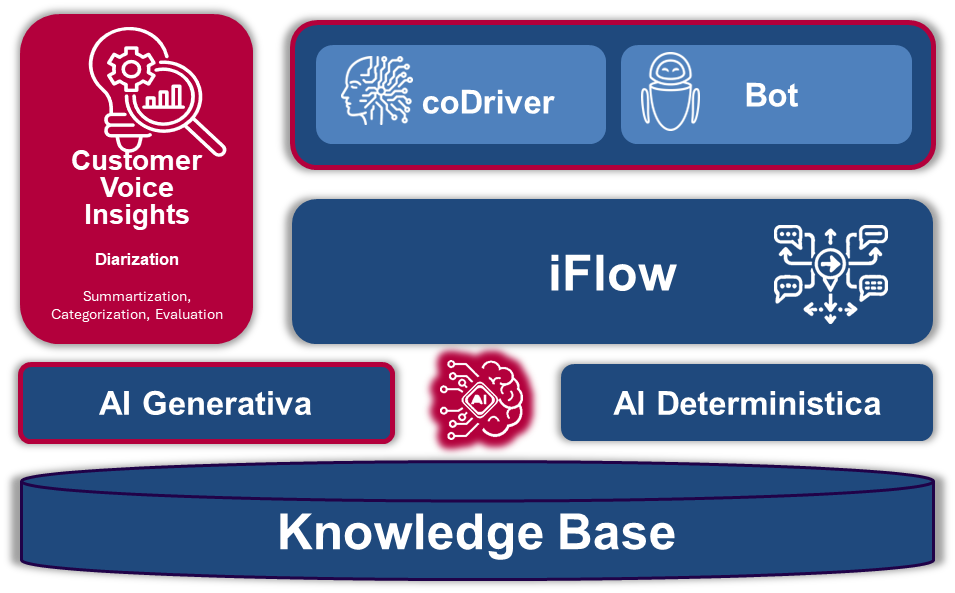 Customer
Voice
Insights
Diarization
Summartization,
Categorization, Evaluation
coDriver
Bot
iFlow
AI Generativa
AI
AI Deterministica
Knowledge Base